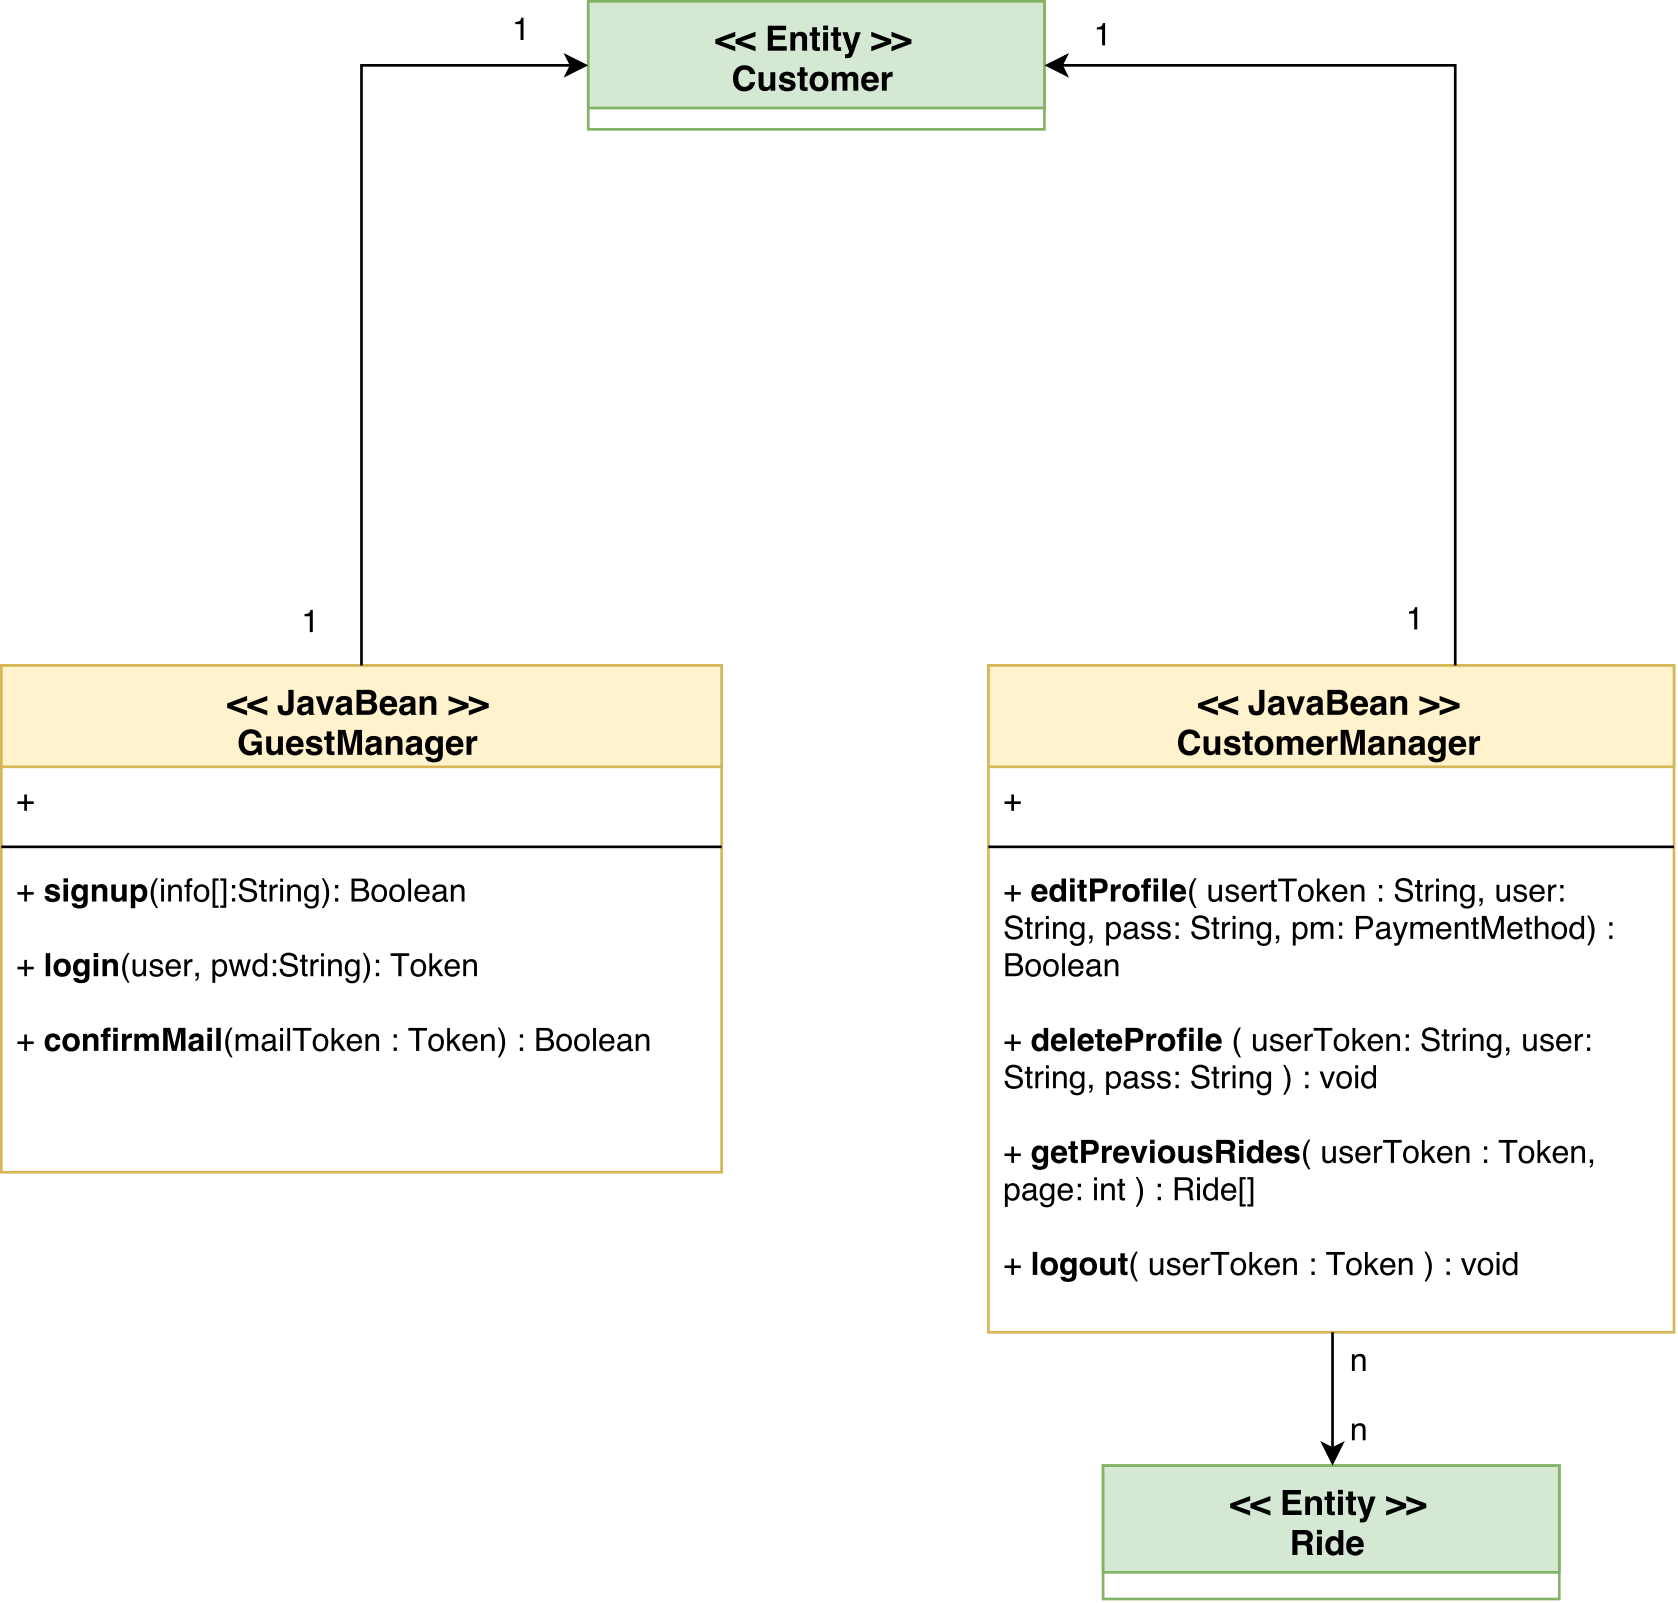 1
<< Entity >>
Customer
1
1
1
<< JavaBean >>
GuestManager
+
+ signup(info[]:String): Boolean
+ login(user, pwd:String): Token
+ confirmMail(mailToken : Token) : Boolean
<< JavaBean >>
CustomerManager
+
+ editProfile( usertToken : String, user:
String, pass: String, pm: PaymentMethod) :
Boolean
+ deleteProfile ( userToken: String, user:
String, pass: String ) : void
+ getPreviousRides( userToken : Token,
page: int ) : Ride[]
+ logout( userToken : Token ) : void
n
n
<< Entity >>
Ride